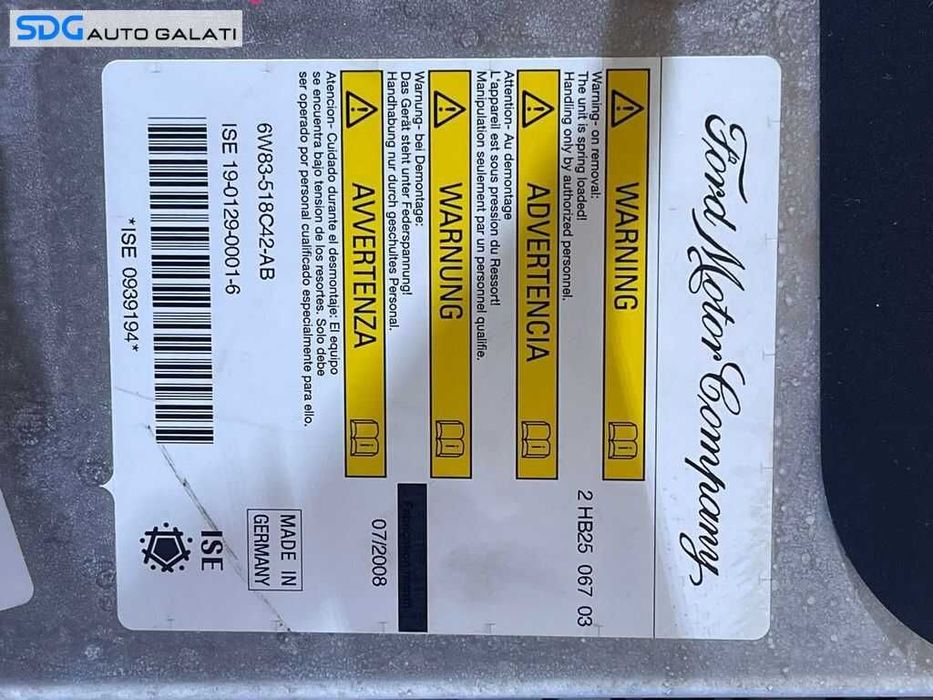 SDG AUTO GALATI
Ford Motor Company
WARNING
Warning- on removal:
The unit is spring loaded!
Handling only by authorized personnel.
2 HB25 067 03
ADVERTENCIA
Attention- Au demontage
L'appareil est sous pression du Ressort!
Manipulation seulement par un personnel qualifie.
WARNUNG
Warnung- bei Demontage:
Das Gerät steht unter Federspannung!
Handhabung nur durch geschultes Personal.
AVVERTENZA
07/2008
Atencion- Cuidado durante el desmontaje: El equipo
se encuentra bajo tension de los resortes. Solo debe
ser operado por personal cualificado especialmente para ello.
6W83-518C42-AB
ISE 19-0129-0001-6
*ISE 0939194*
MADE IN
GERMANY
ISE